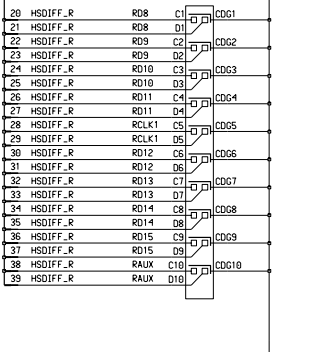 20 HSDIFF_R RD8 C1 CDG1
21 HSDIFF_R RD8 D1
22 HSDIFF_R RD9 C2 CDG2
23 HSDIFF_R RD9 D2
24 HSDIFF_R RD10 C3 CDG3
25 HSDIFF_R RD10 D3
26 HSDIFF_R RD11 C4 CDG4
27 HSDIFF_R RD11 D4
28 HSDIFF_R RCLK1 C5 CDG5
29 HSDIFF_R RCLK1 D5
30 HSDIFF_R RD12 C6 CDG6
31 HSDIFF_R RD12 D6
32 HSDIFF_R RD13 C7 CDG7
33 HSDIFF_R RD13 D7
34 HSDIFF_R RD14 C8 CDG8
35 HSDIFF_R RD14 D8
36 HSDIFF_R RD15 C9 CDG9
37 HSDIFF_R RD15 D9
38 HSDIFF_R RAUX C10 CDG10
39 HSDIFF_R RAUX D10